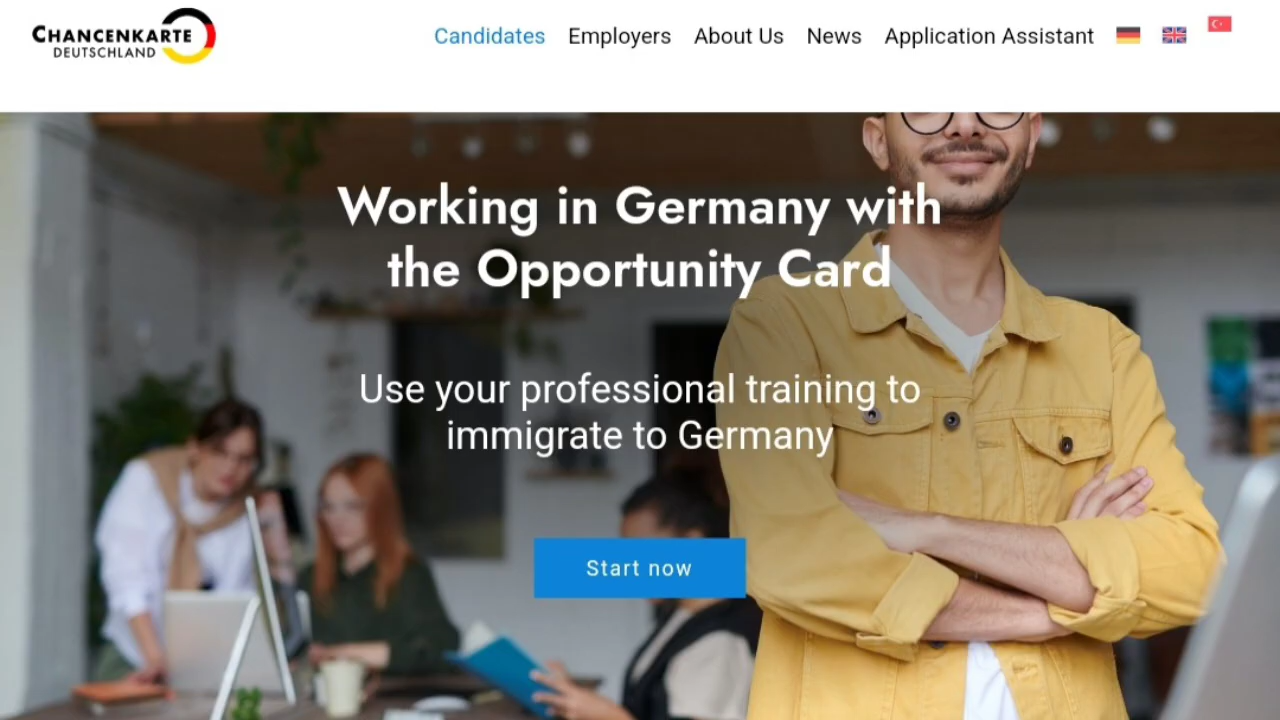 CHANCENKARTE
DEUTSCHLAND
Candidates Employers About Us News Application Assistant
Working in Germany with
the Opportunity Card
Use your professional training to
immigrate to Germany
Start now